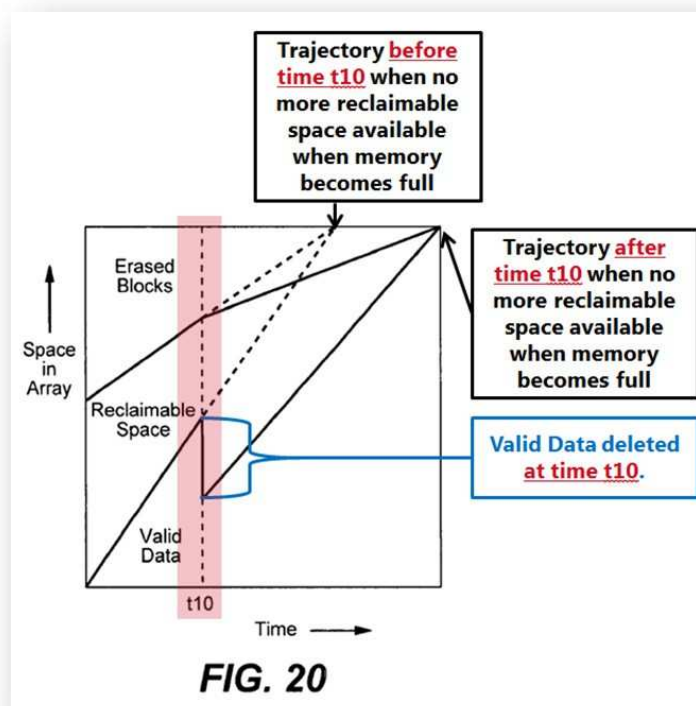 Trajectory before
time t10 when no
more reclaimable
space available
when memory
becomes full
Erased
Blocks
Trajectory after
time t10 when no
more reclaimable
space available
when memory
becomes full
Space
in
Array
Reclaimable
Space
Valid Data deleted
at time t10.
Valid
Data
t10
Time
FIG. 20